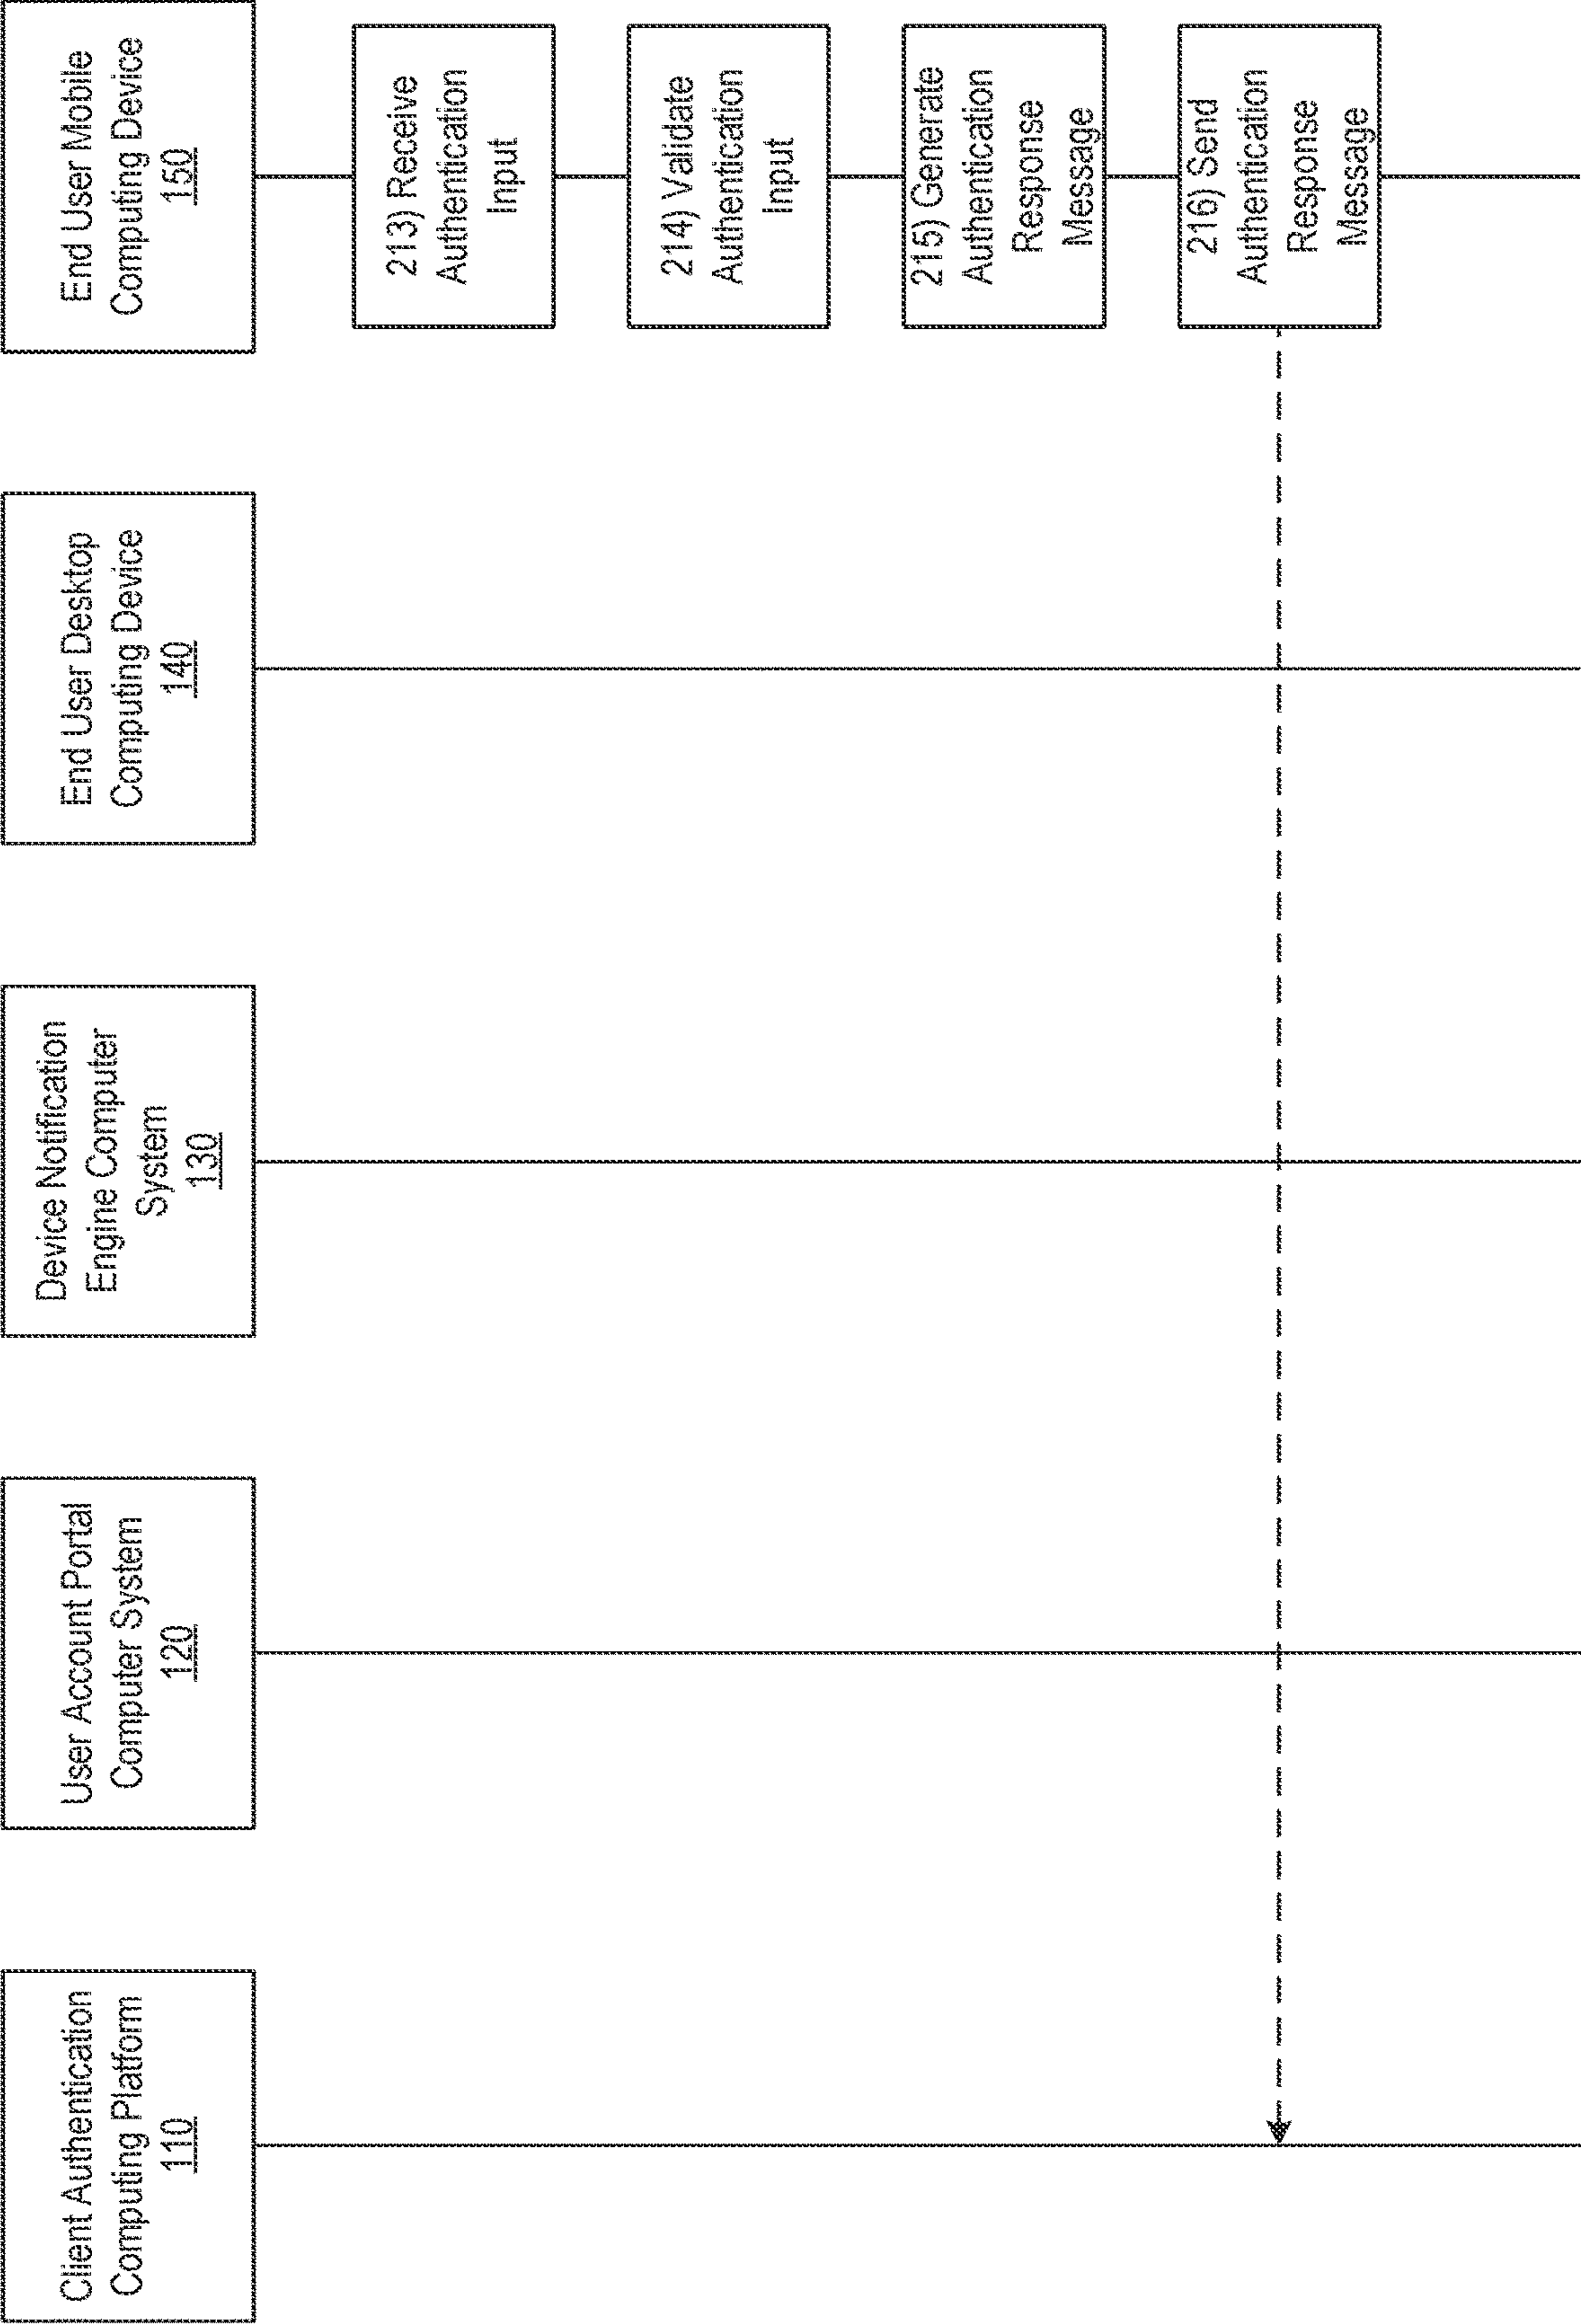 Client Authentication
Computing Platform
110
User Account Portal
Computer System
120
Device Notification
Engine Computer
System
130
End User Desktop
Computing Device
140
End User Mobile
Computing Device
150
213) Receive
Authentication
Input
214) Validate
Authentication
Input
215) Generate
Authentication
Response
Message
216) Send
Authentication
Response
Message